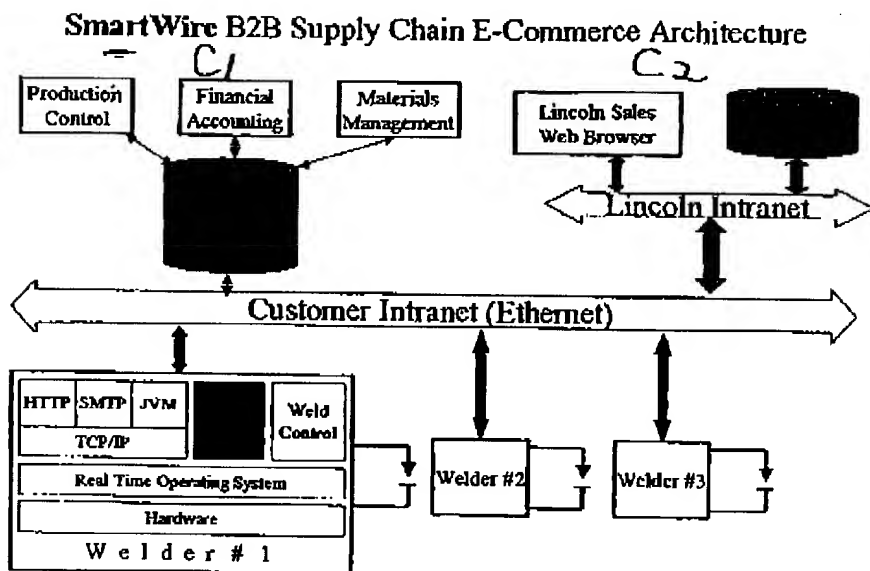 SmartWire B2B Supply Chain E-Commerce Architecture
C1
C2
Production
Control
Financial
Accounting
Materials
Management
Lincoln Sales
Web Browser
Lincoln Intranet
Customer Intranet (Ethernet)
HTTP SMTP JVM
TCP/IP
Weld
Control
Real Time Operating System
Hardware
Welder # 1
Welder #2
Welder #3